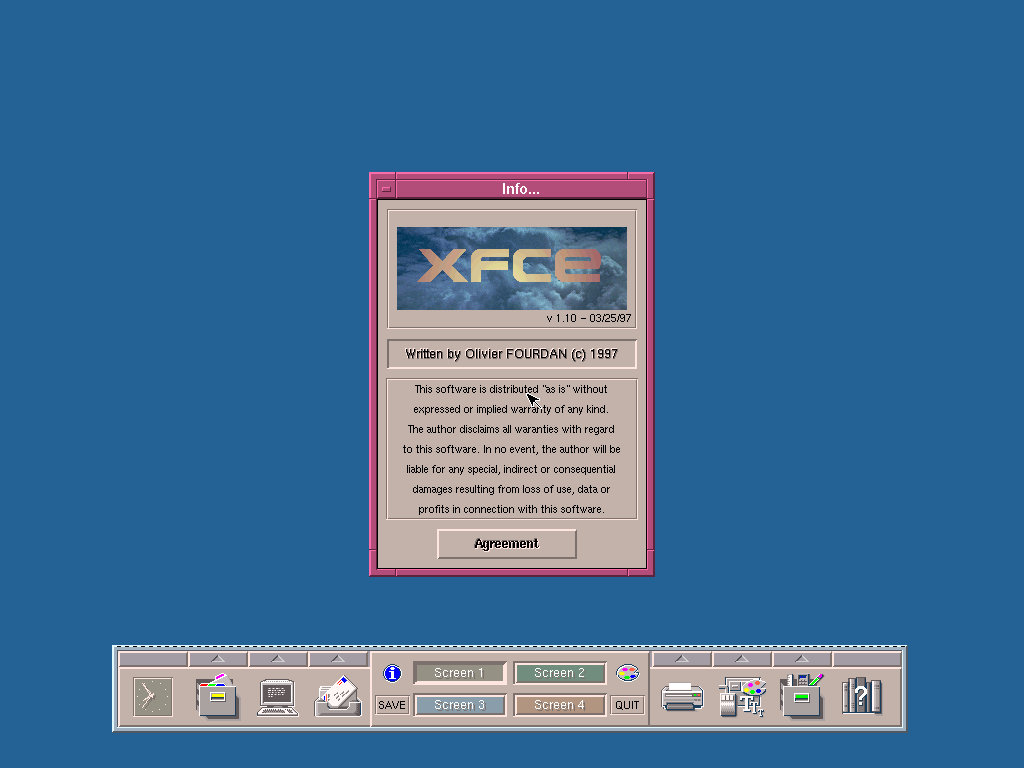 Info...
XFCE
v 1.10 - 03/25/97
Written by Olivier FOURDAN (c) 1997
This software is distributed "as is" without
expressed or implied warranty of any kind.
The author disclaims all waranties with regard
to this software. In no event, the author will be
liable for any special, indirect or consequential
damages resulting from loss of use, data or
profits in connection with this software.
Agreement
i Screen 1 Screen 2
SAVE Screen 3 Screen 4 QUIT
?